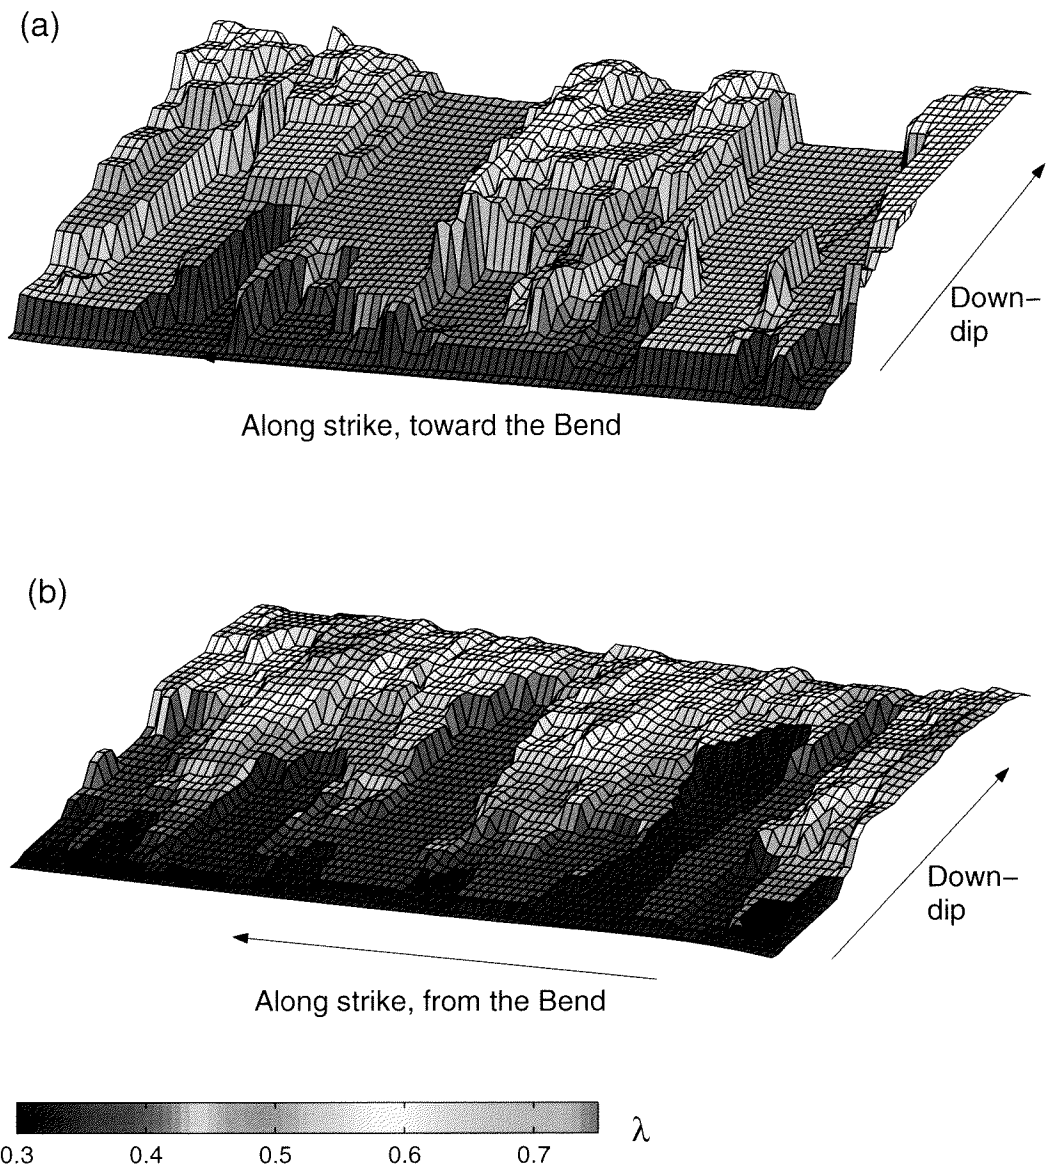 (a)
Down–
dip
Along strike, toward the Bend
(b)
Down–
dip
Along strike, from the Bend
λ
0.3 0.4 0.5 0.6 0.7